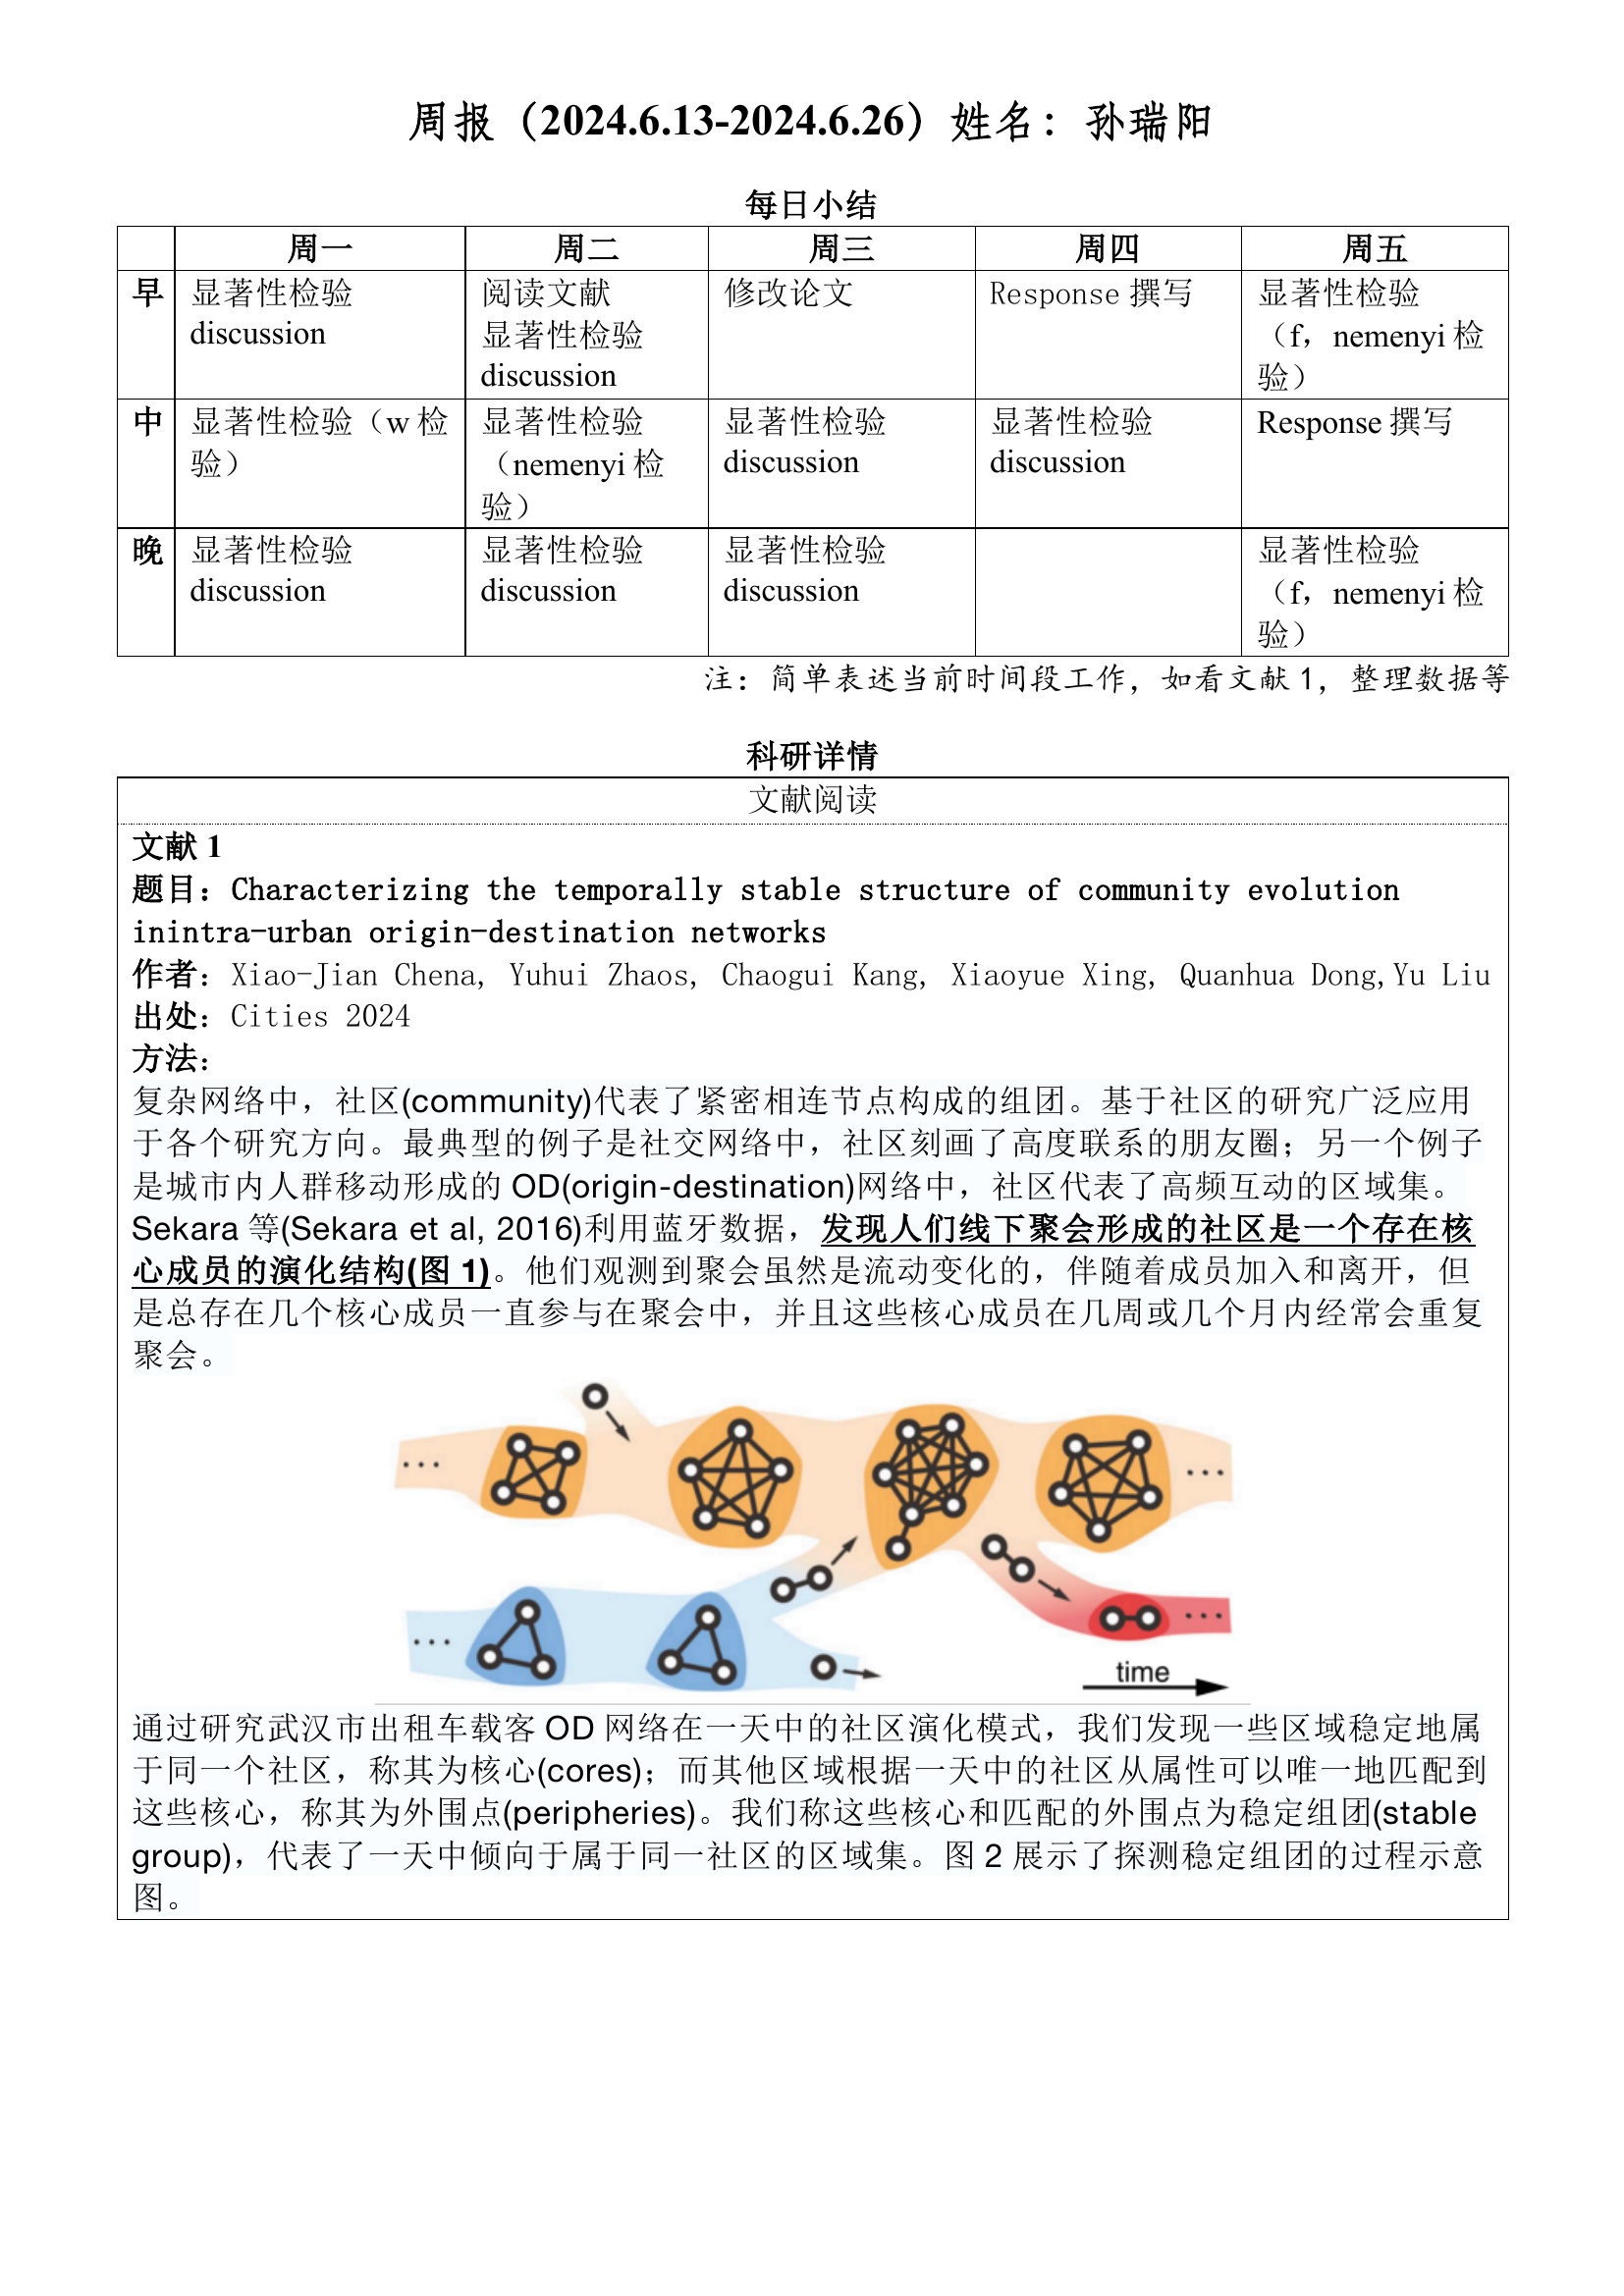 周报（2024.6.13-2024.6.26）姓名：孙瑞阳
每日小结
周一 周二 周三 周四 周五
早 显著性检验 discussion 阅读文献 显著性检验 discussion 修改论文 Response 撰写 显著性检验（f，nemenyi 检验）
中 显著性检验（w 检验） 显著性检验（nemenyi 检验） 显著性检验 discussion 显著性检验 discussion Response 撰写
晚 显著性检验 discussion 显著性检验 discussion 显著性检验 discussion 显著性检验（f，nemenyi 检验）
注：简单表述当前时间段工作，如看文献 1，整理数据等
科研详情
文献阅读
文献 1
题目：Characterizing the temporally stable structure of community evolution
inintra-urban origin-destination networks
作者：Xiao-Jian Chena, Yuhui Zhaos, Chaogui Kang, Xiaoyue Xing, Quanhua Dong,Yu Liu
出处：Cities 2024
方法：
复杂网络中，社区(community)代表了紧密相连节点构成的组团。基于社区的研究广泛应用
于各个研究方向。最典型的例子是社交网络中，社区刻画了高度联系的朋友圈；另一个例子
是城市内人群移动形成的 OD(origin-destination)网络中，社区代表了高频互动的区域集。
Sekara 等(Sekara et al, 2016)利用蓝牙数据，发现人们线下聚会形成的社区是一个存在核
心成员的演化结构(图 1)。他们观测到聚会虽然是流动变化的，伴随着成员加入和离开，但
是总存在几个核心成员一直参与在聚会中，并且这些核心成员在几周或几个月内经常会重复
聚会。
time
通过研究武汉市出租车载客 OD 网络在一天中的社区演化模式，我们发现一些区域稳定地属
于同一个社区，称其为核心(cores)；而其他区域根据一天中的社区从属性可以唯一地匹配到
这些核心，称其为外围点(peripheries)。我们称这些核心和匹配的外围点为稳定组团(stable
group)，代表了一天中倾向于属于同一社区的区域集。图 2 展示了探测稳定组团的过程示意
图。